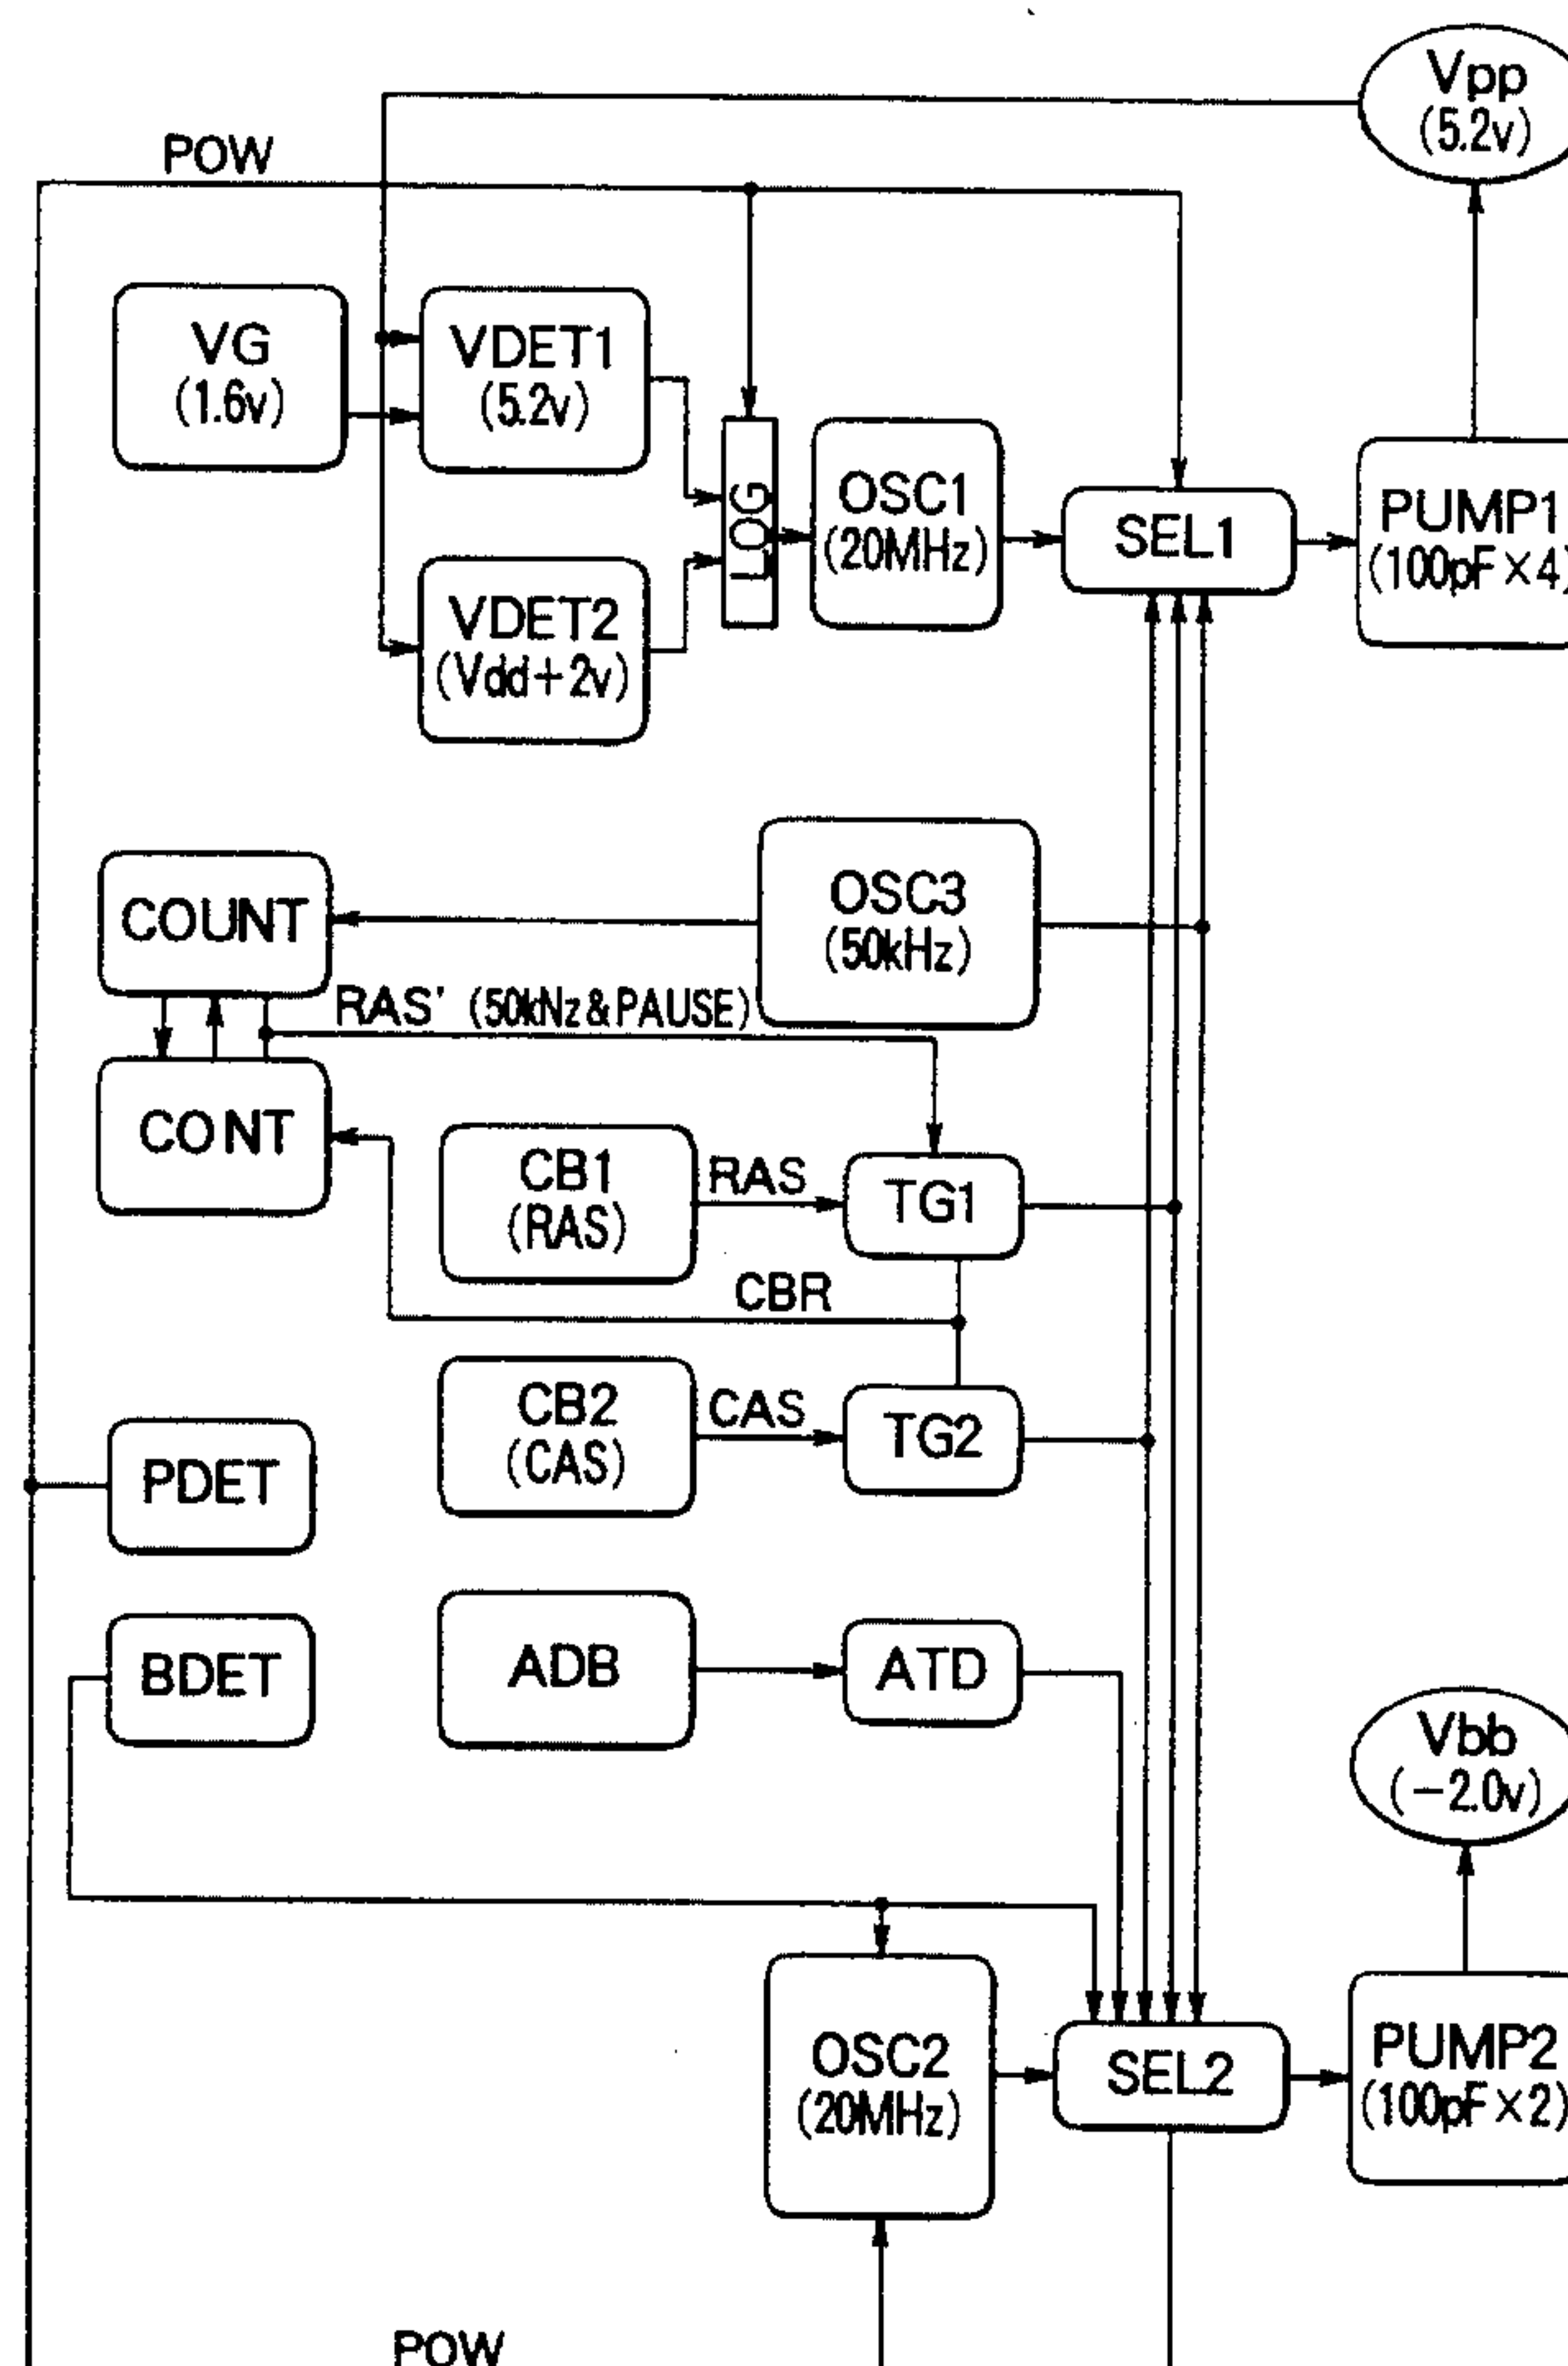 Vpp
(5.2v)
POW
VG
(1.6v)
VDET1
(5.2v)
LOG
OSC1
(20MHz)
SEL1
PUMP1
(100pF×4)
VDET2
(Vdd+2v)
OSC3
(50kHz)
COUNT
RAS' (50kNz&PAUSE)
CONT
CB1
(RAS)
RAS
TG1
CBR
CB2
(CAS)
CAS
TG2
PDET
BDET
ADB
ATD
Vbb
(−2.0v)
OSC2
(20MHz)
SEL2
PUMP2
(100pF×2)
POW